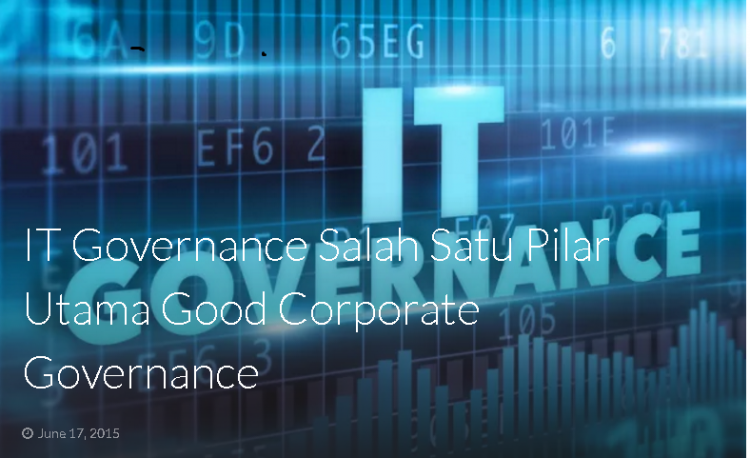 6A 9D 65EG 6 781
IT
101 EF6 2 101E
GOVERNANCE
IT Governance Salah Satu Pilar
Utama Good Corporate
Governance
105
June 17, 2015